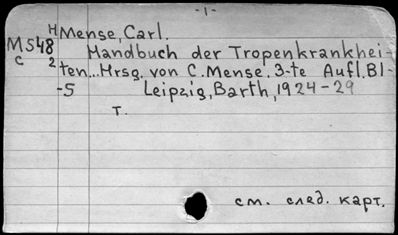 -1-
H Mense, Carl.
M548 Handbuch der Tropenkrankhei-
C 2 ten... Hrsg. von C. Mense. 3-te Aufl. Bl-
-5 Leipzig, Barth, 1924-29
T.
см. след. карт.